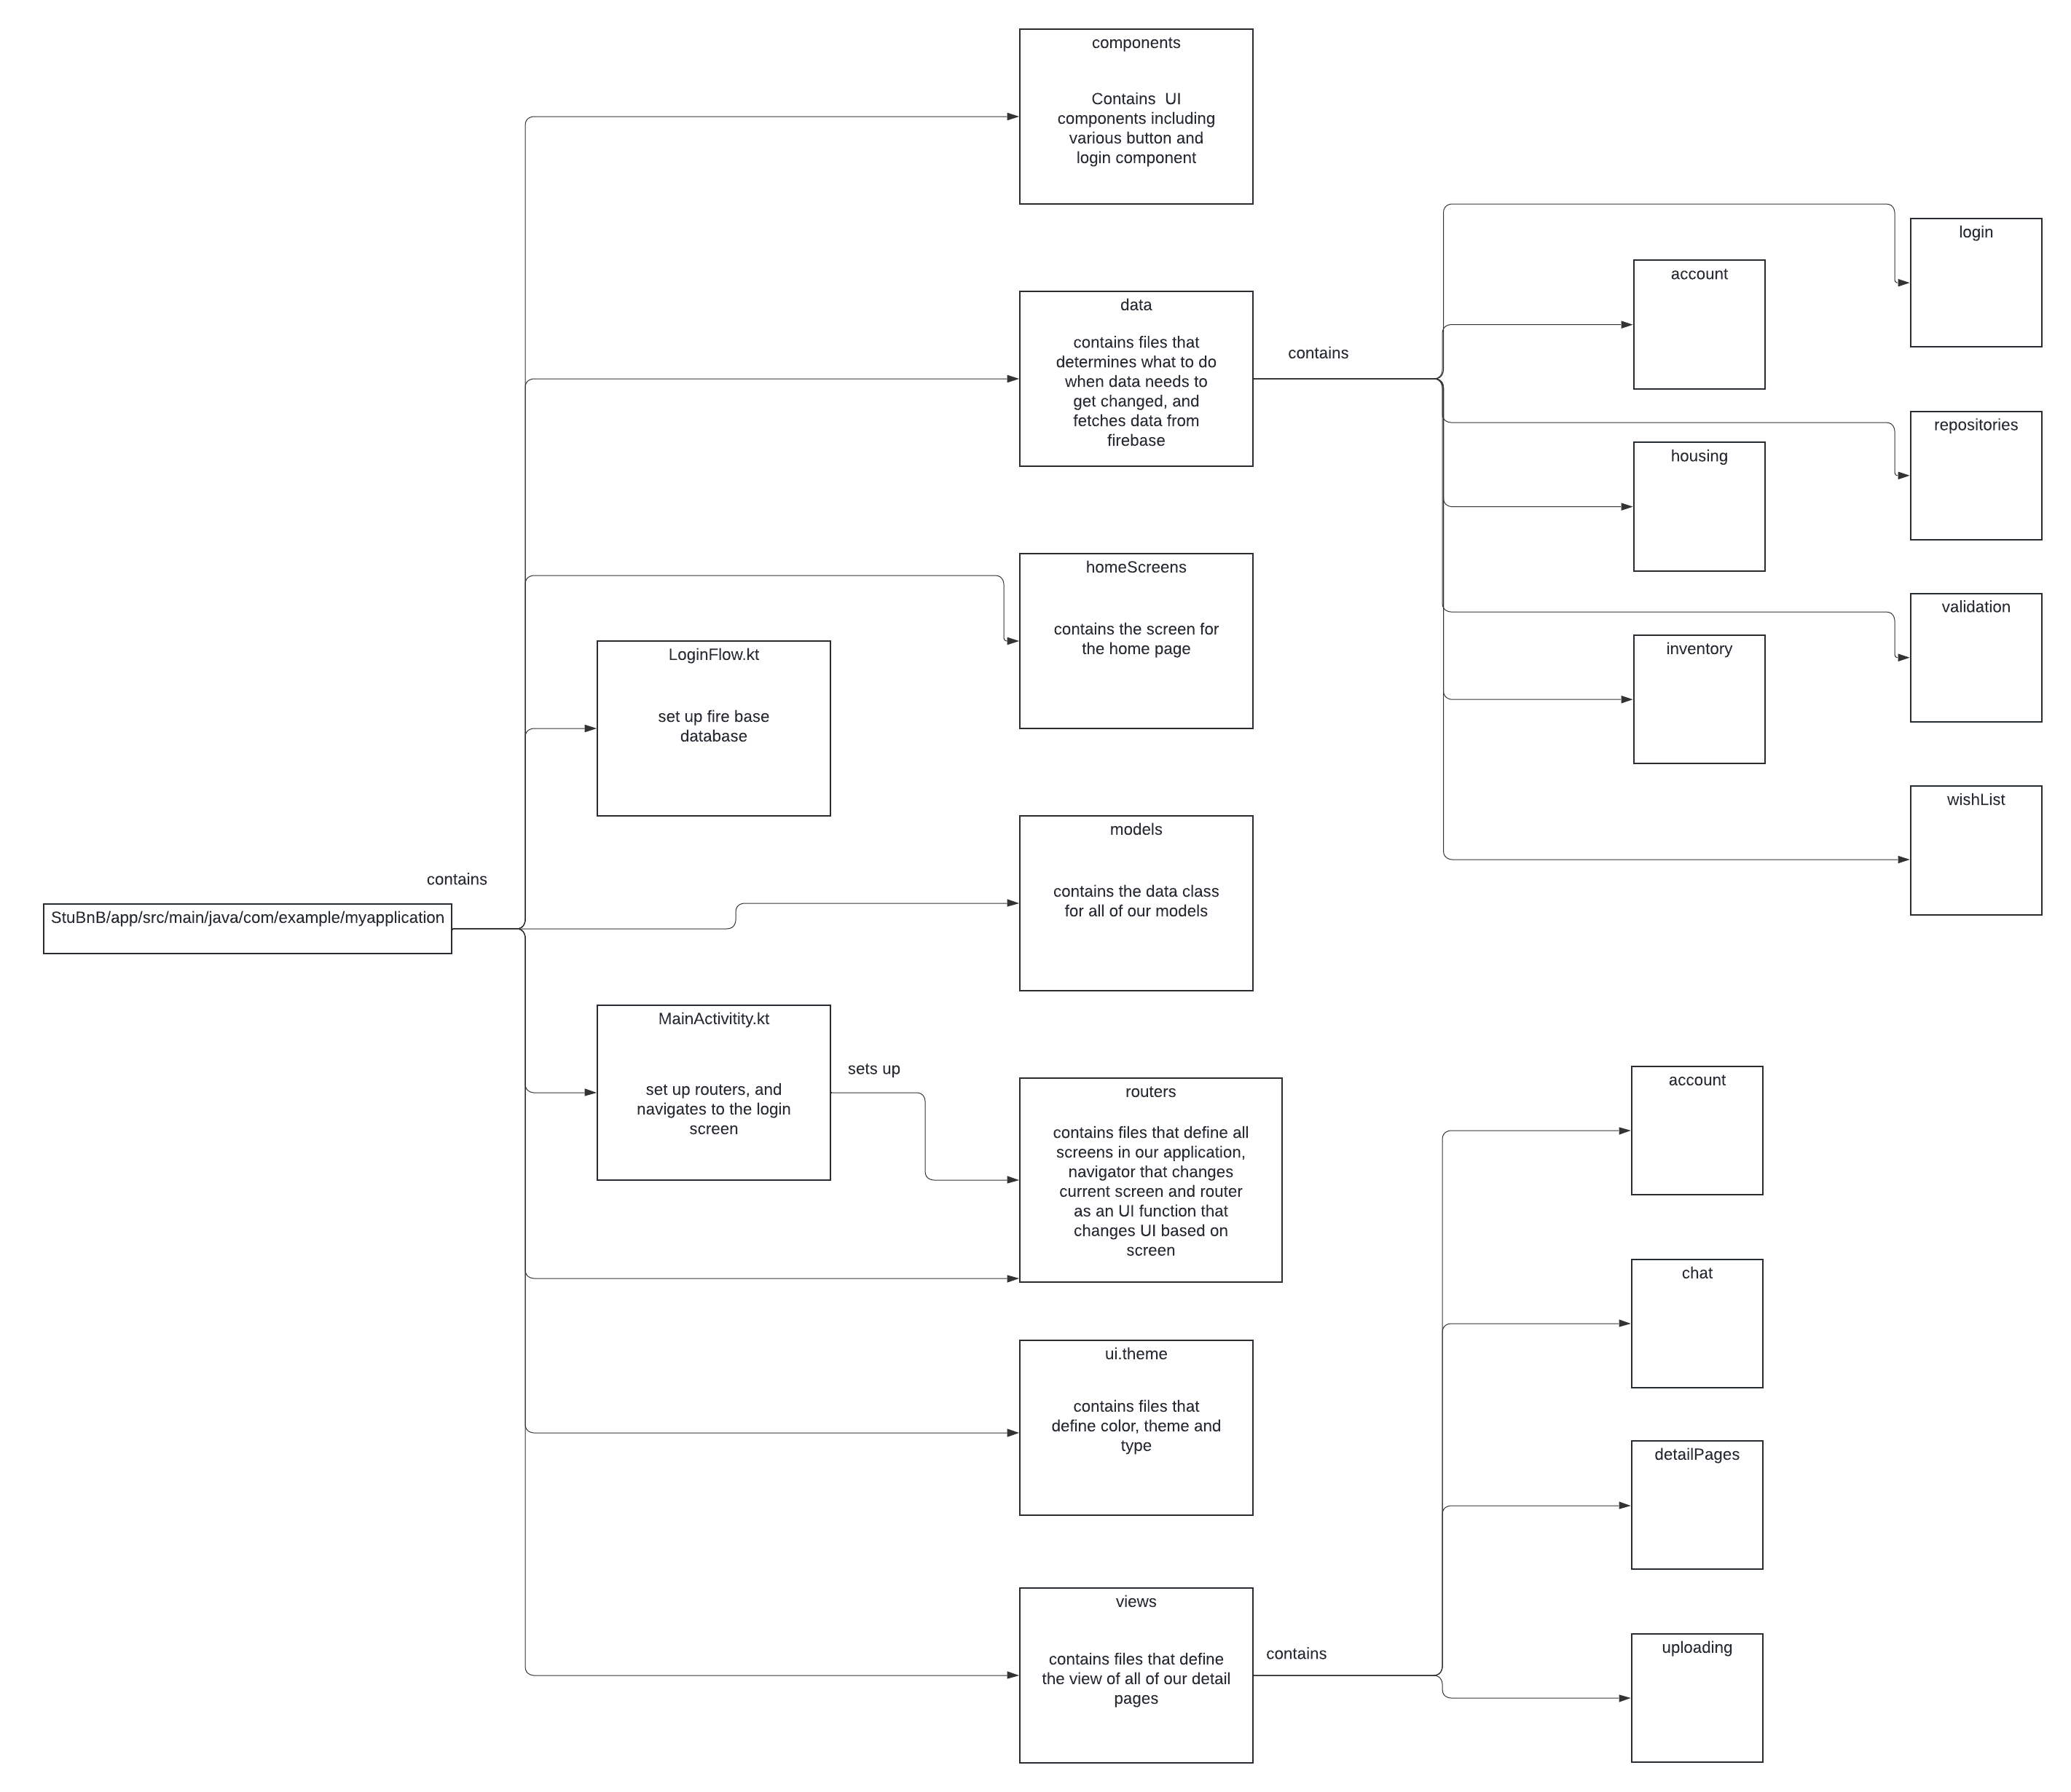 components
Contains  UI
components including
various button and
login component
login
account
data
contains files that
determines what to do
when data needs to
get changed, and
fetches data from
firebase
contains
repositories
housing
homeScreens
contains the screen for
the home page
validation
inventory
LoginFlow.kt
set up fire base
database
wishList
models
contains the data class
for all of our models
contains
StuBnB/app/src/main/java/com/example/myapplication
MainActivitity.kt
set up routers, and
navigates to the login
screen
sets up
routers
contains files that define all
screens in our application,
navigator that changes
current screen and router
as an UI function that
changes UI based on
screen
account
chat
ui.theme
contains files that
define color, theme and
type
detailPages
views
contains files that define
the view of all of our detail
pages
contains
uploading